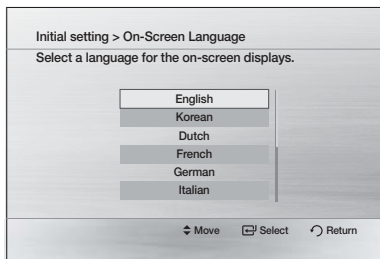 Initial setting > On-Screen Language
Select a language for the on-screen displays.
English
Korean
Dutch
French
German
Italian
Move Select Return